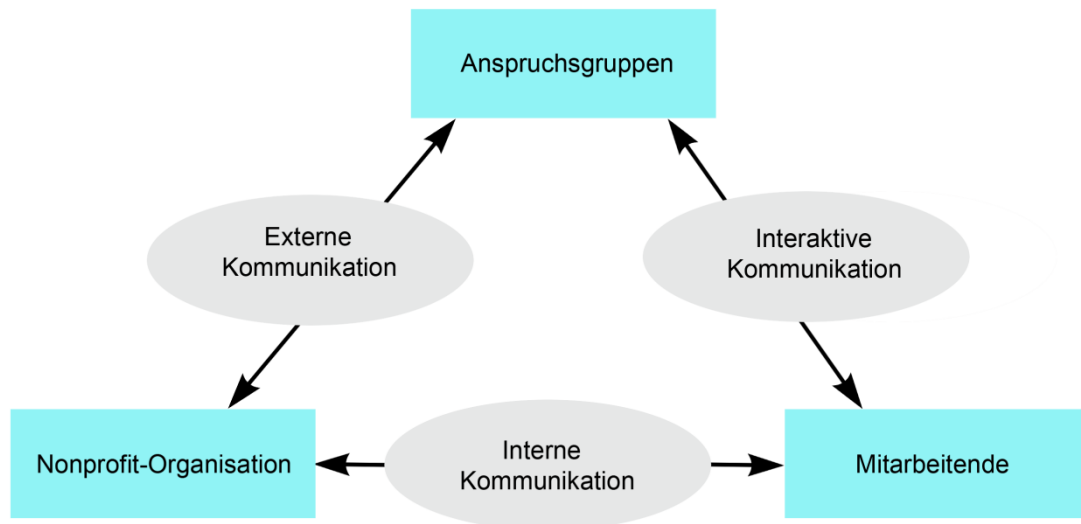 Anspruchsgruppen
Externe
Kommunikation
Interaktive
Kommunikation
Nonprofit-Organisation
Interne
Kommunikation
Mitarbeitende